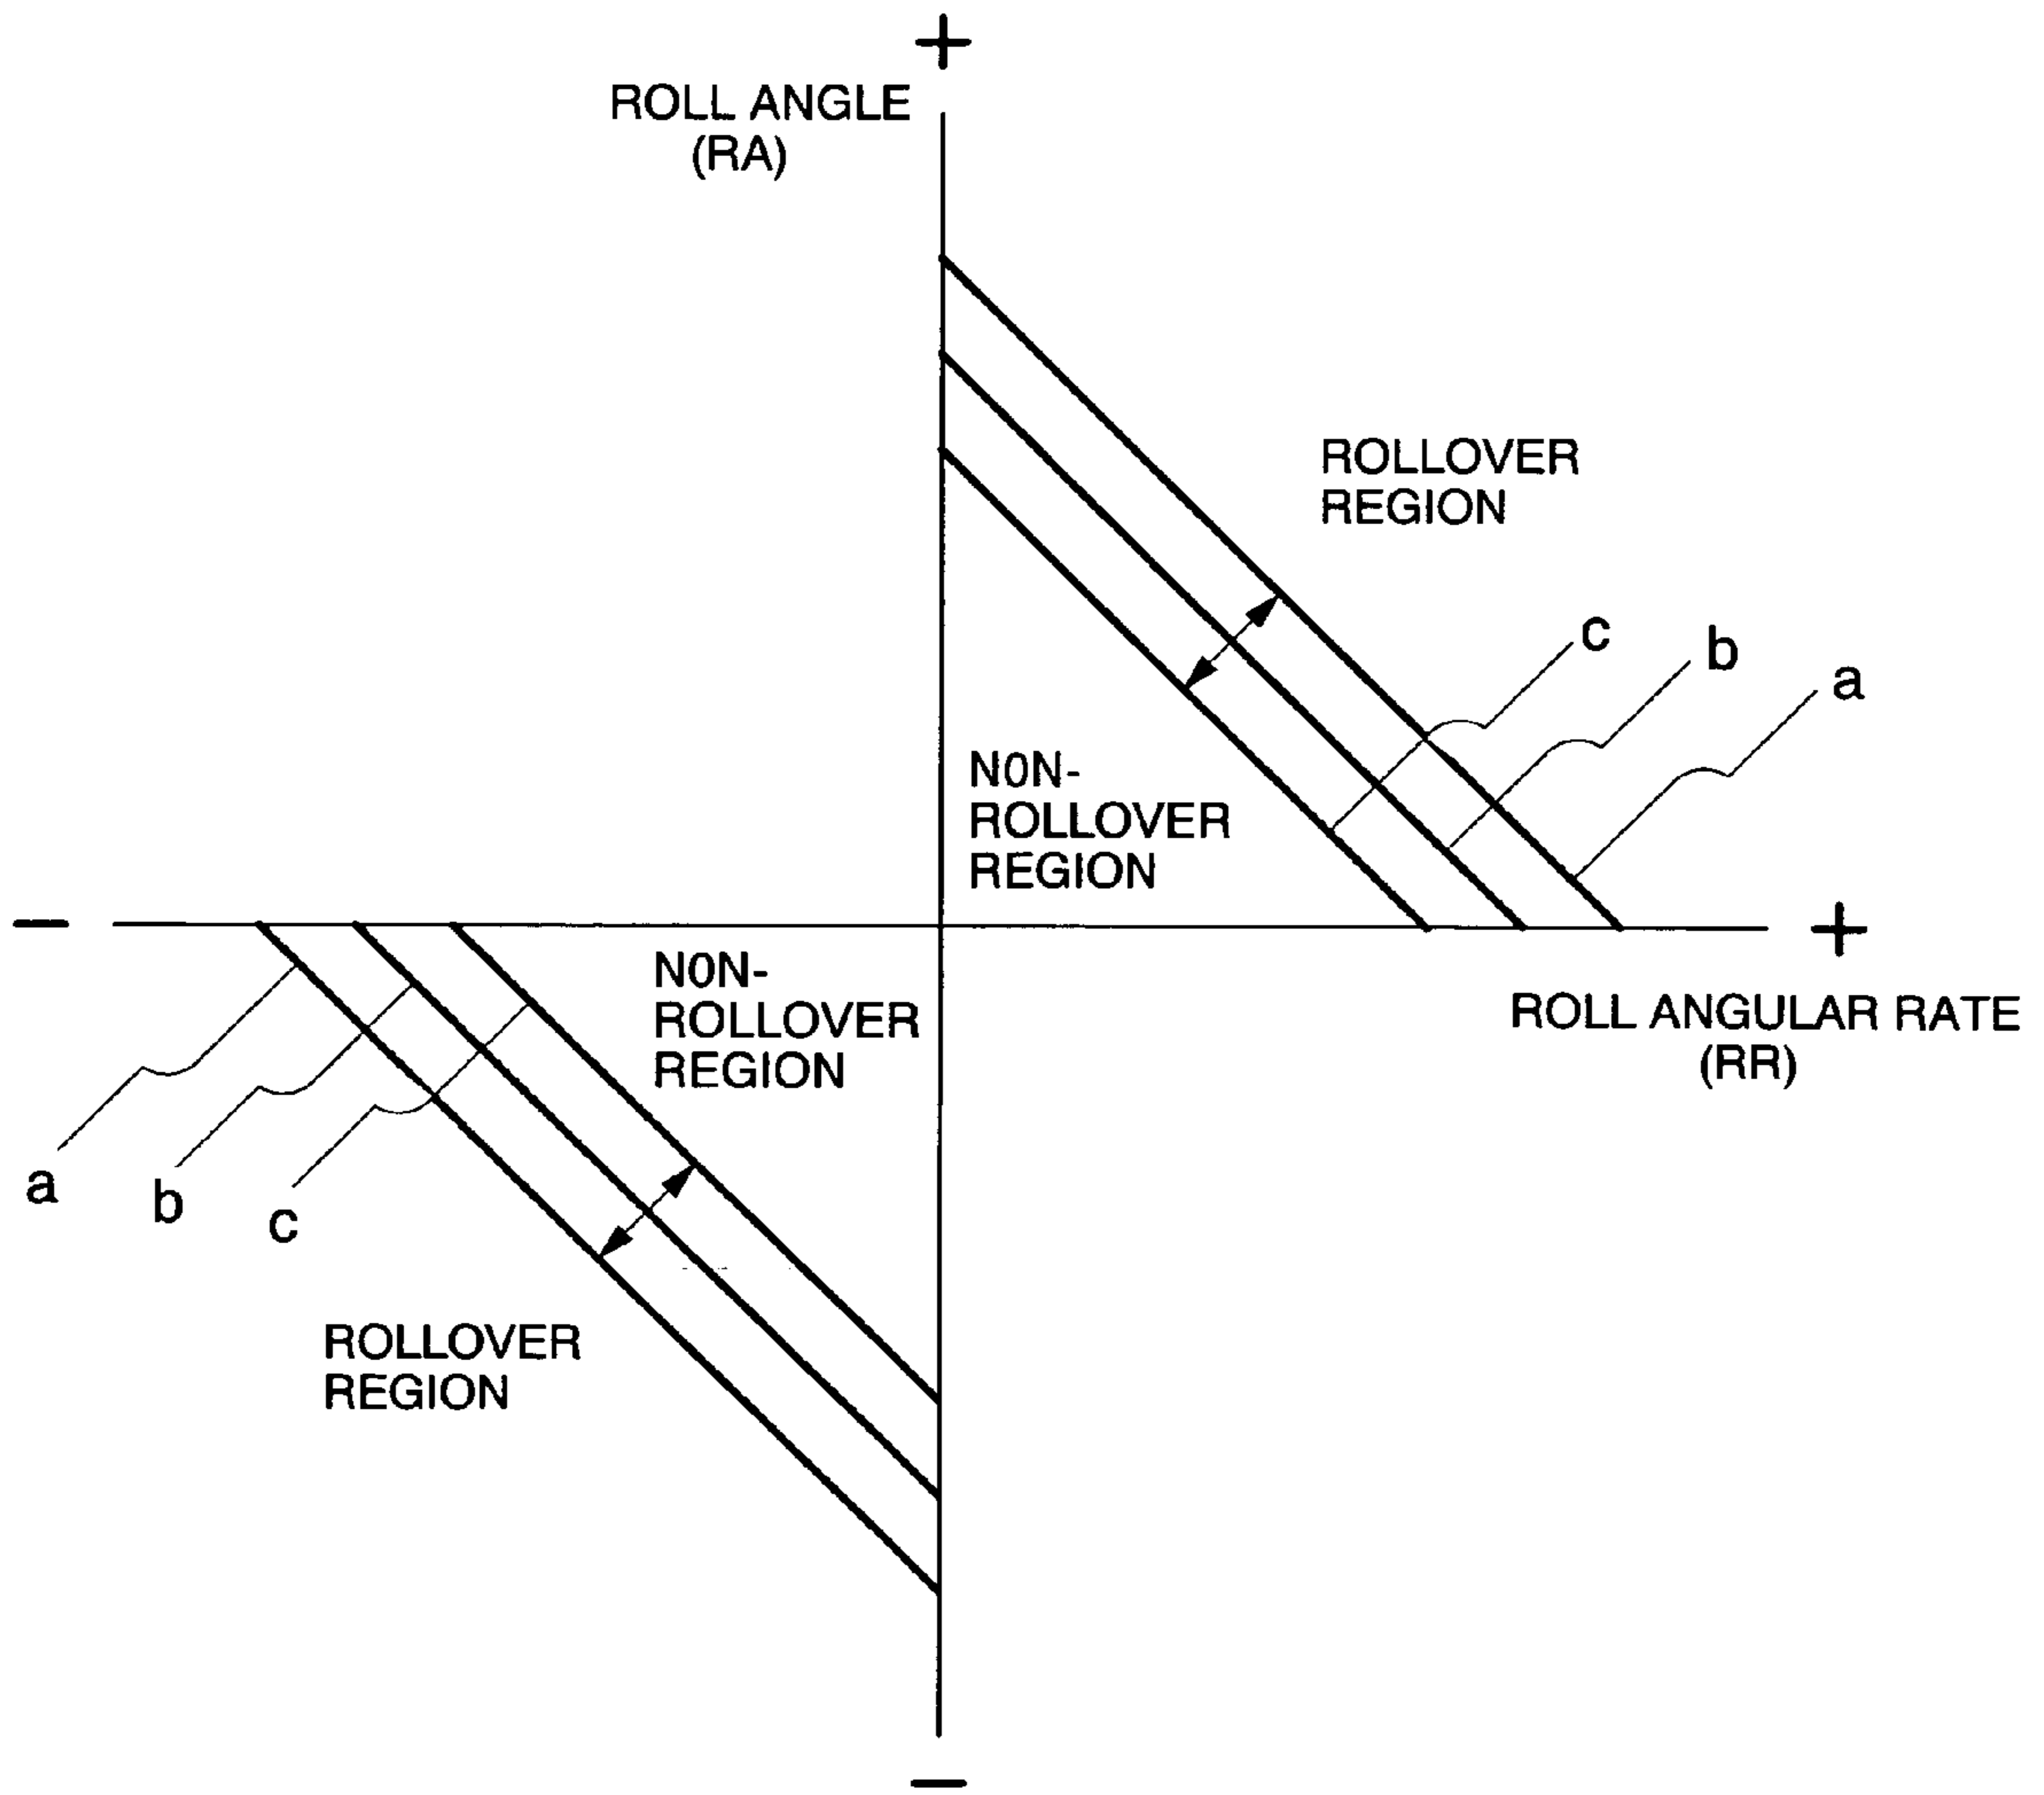 +
ROLL ANGLE
(RA)
ROLLOVER
REGION
c
b
a
N0N-
ROLLOVER
REGION
−
+
N0N-
ROLLOVER
REGION
ROLL ANGULAR RATE
(RR)
a
b
c
ROLLOVER
REGION
−